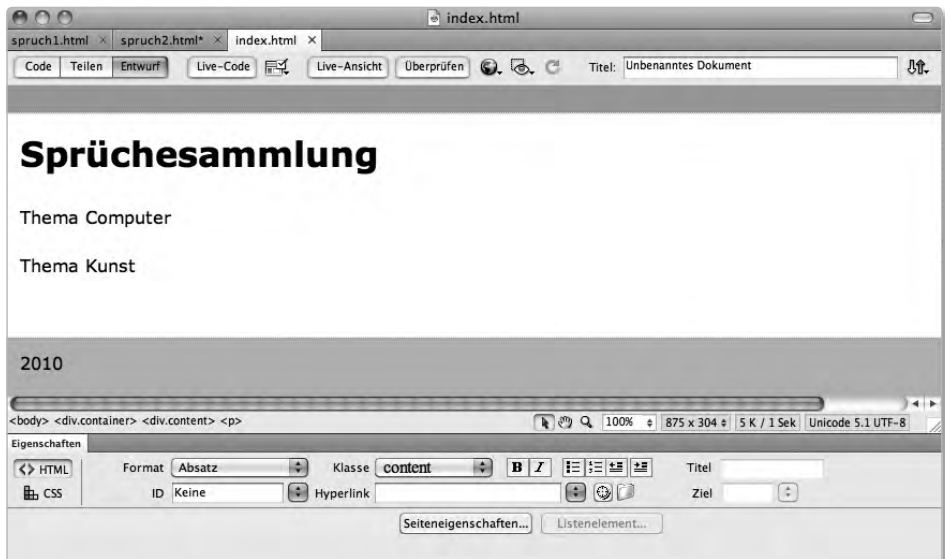 index.html
spruch1.html × spruch2.html* × index.html ×
Code Teilen Entwurf Live-Code Live-Ansicht Überprüfen Titel: Unbenanntes Dokument
Sprüchesammlung
Thema Computer
Thema Kunst
2010
<body> <div.container> <div.content> <p> 100% 875 x 304 5 K / 1 Sek Unicode 5.1 UTF-8
Eigenschaften
<> HTML Format Absatz Klasse content B I Titel
CSS ID Keine Hyperlink Ziel
Seiteneigenschaften... Listenelement...